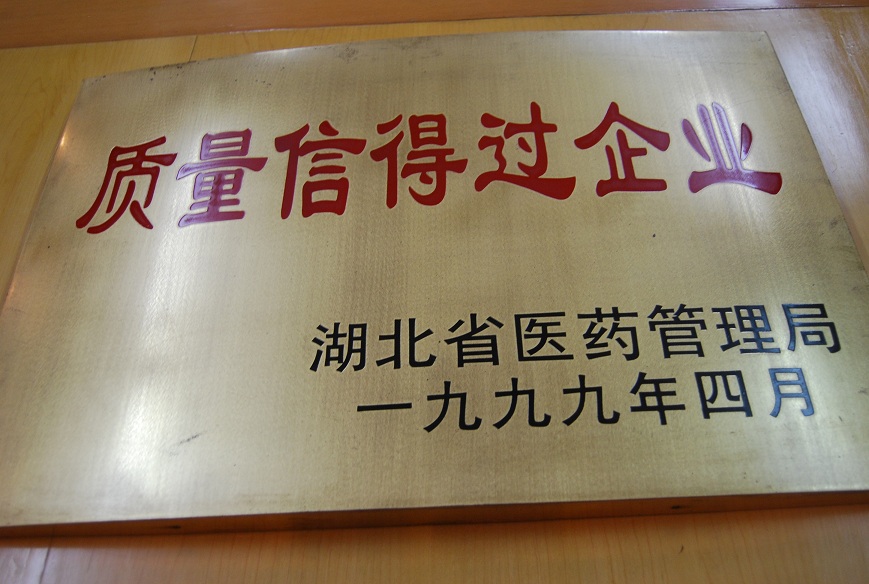 质量信得过企业
湖北省医药管理局
一九九九年四月